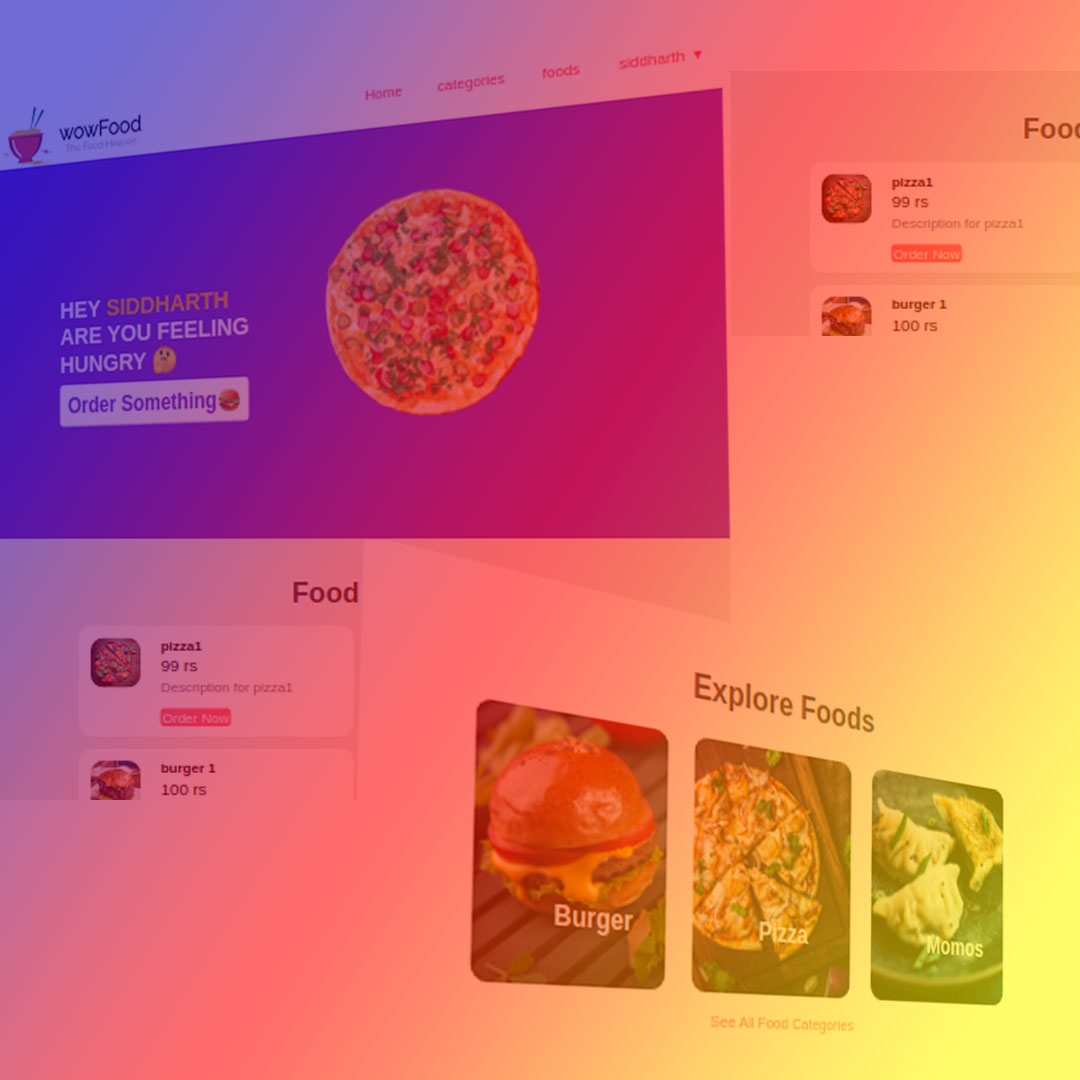 Home
categories
foods
siddharth ▼
wowFood
The Food Heaven
HEY SIDDHARTH
ARE YOU FEELING
HUNGRY 🤔
Order Something🍔
Food
pizza1
99 rs
Description for pizza1
Order Now
burger 1
100 rs
Food
pizza1
99 rs
Description for pizza1
Order Now
burger 1
100 rs
Explore Foods
Burger
Pizza
Momos
See All Food Categories